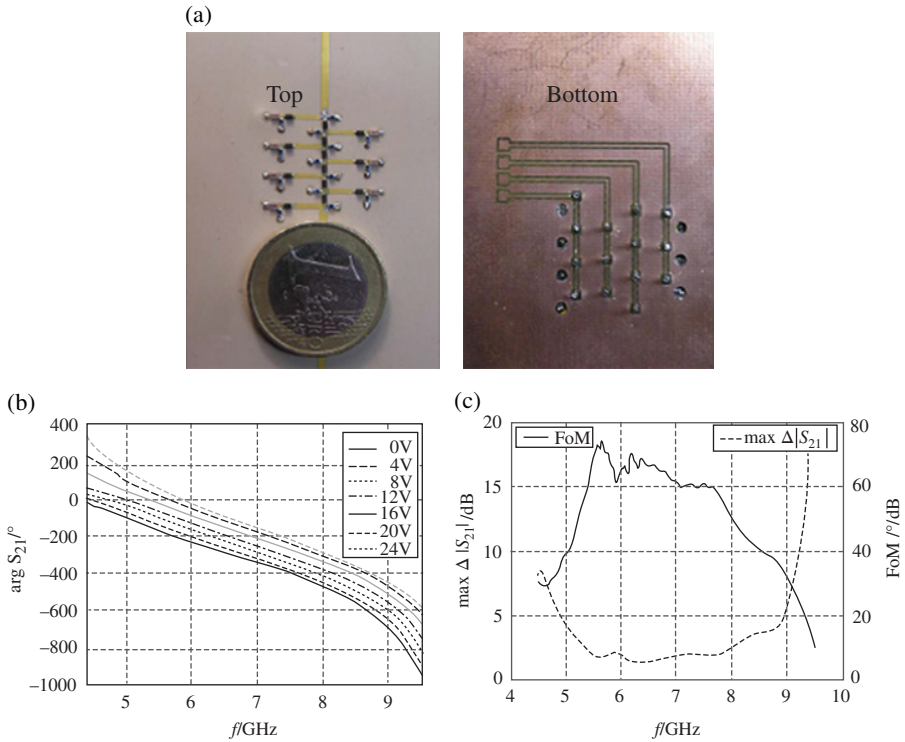 (a)
Top
Bottom
1
(b)
400
200
0
−200
−400
−600
−800
−1000
arg S21/°
0V
4V
8V
12V
16V
20V
24V
5
6
7
8
9
f/GHz
(c)
20
15
10
5
0
max Δ|S21|/dB
FoM
max Δ|S21|
80
60
40
20
0
FoM /°/dB
4
5
6
7
8
9
10
f/GHz